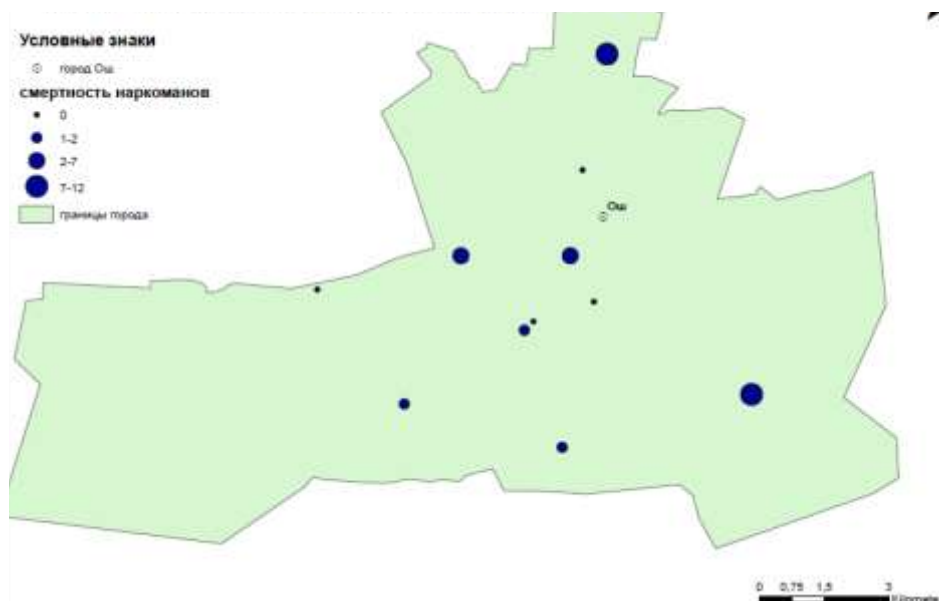 Условные знаки
город Ош
смертность наркоманов
0
1-2
2-7
7-12
границы города
Ош
0 0,75 1,5 3